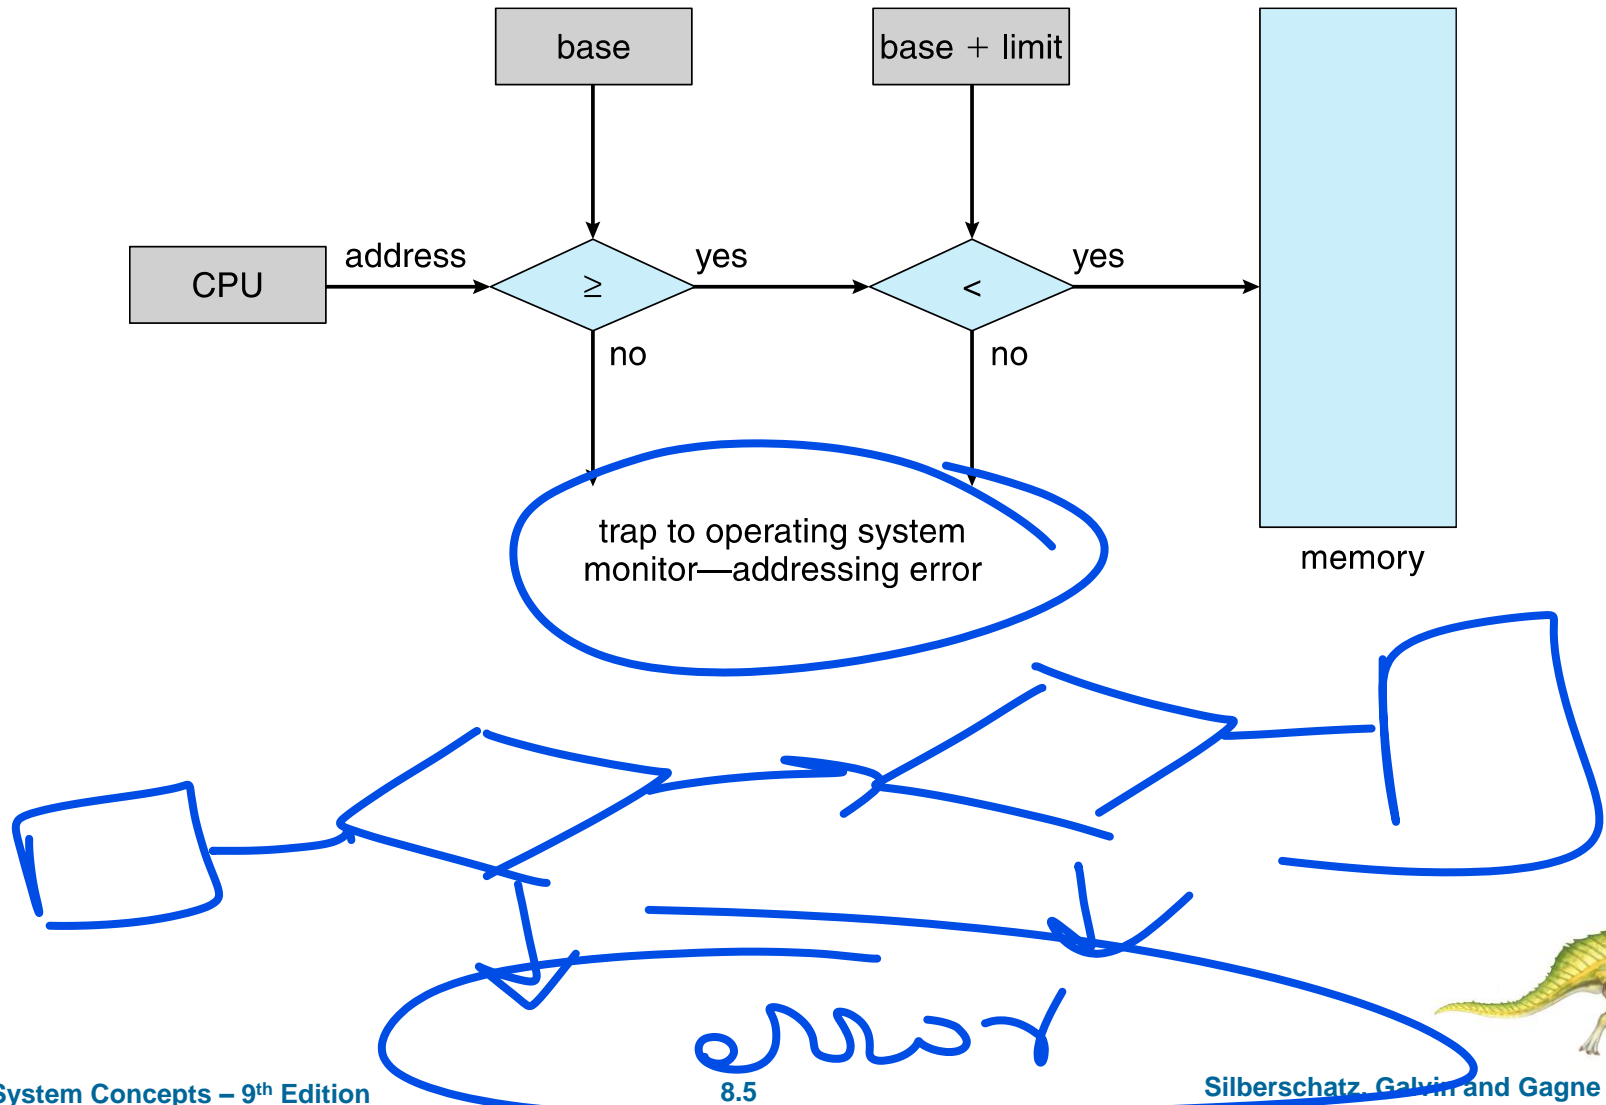 base
base + limit
CPU
address
≥
yes
<
yes
no
no
trap to operating system
monitor—addressing error
memory
error
System Concepts – 9th Edition
8.5
Silberschatz, Galvin and Gagne